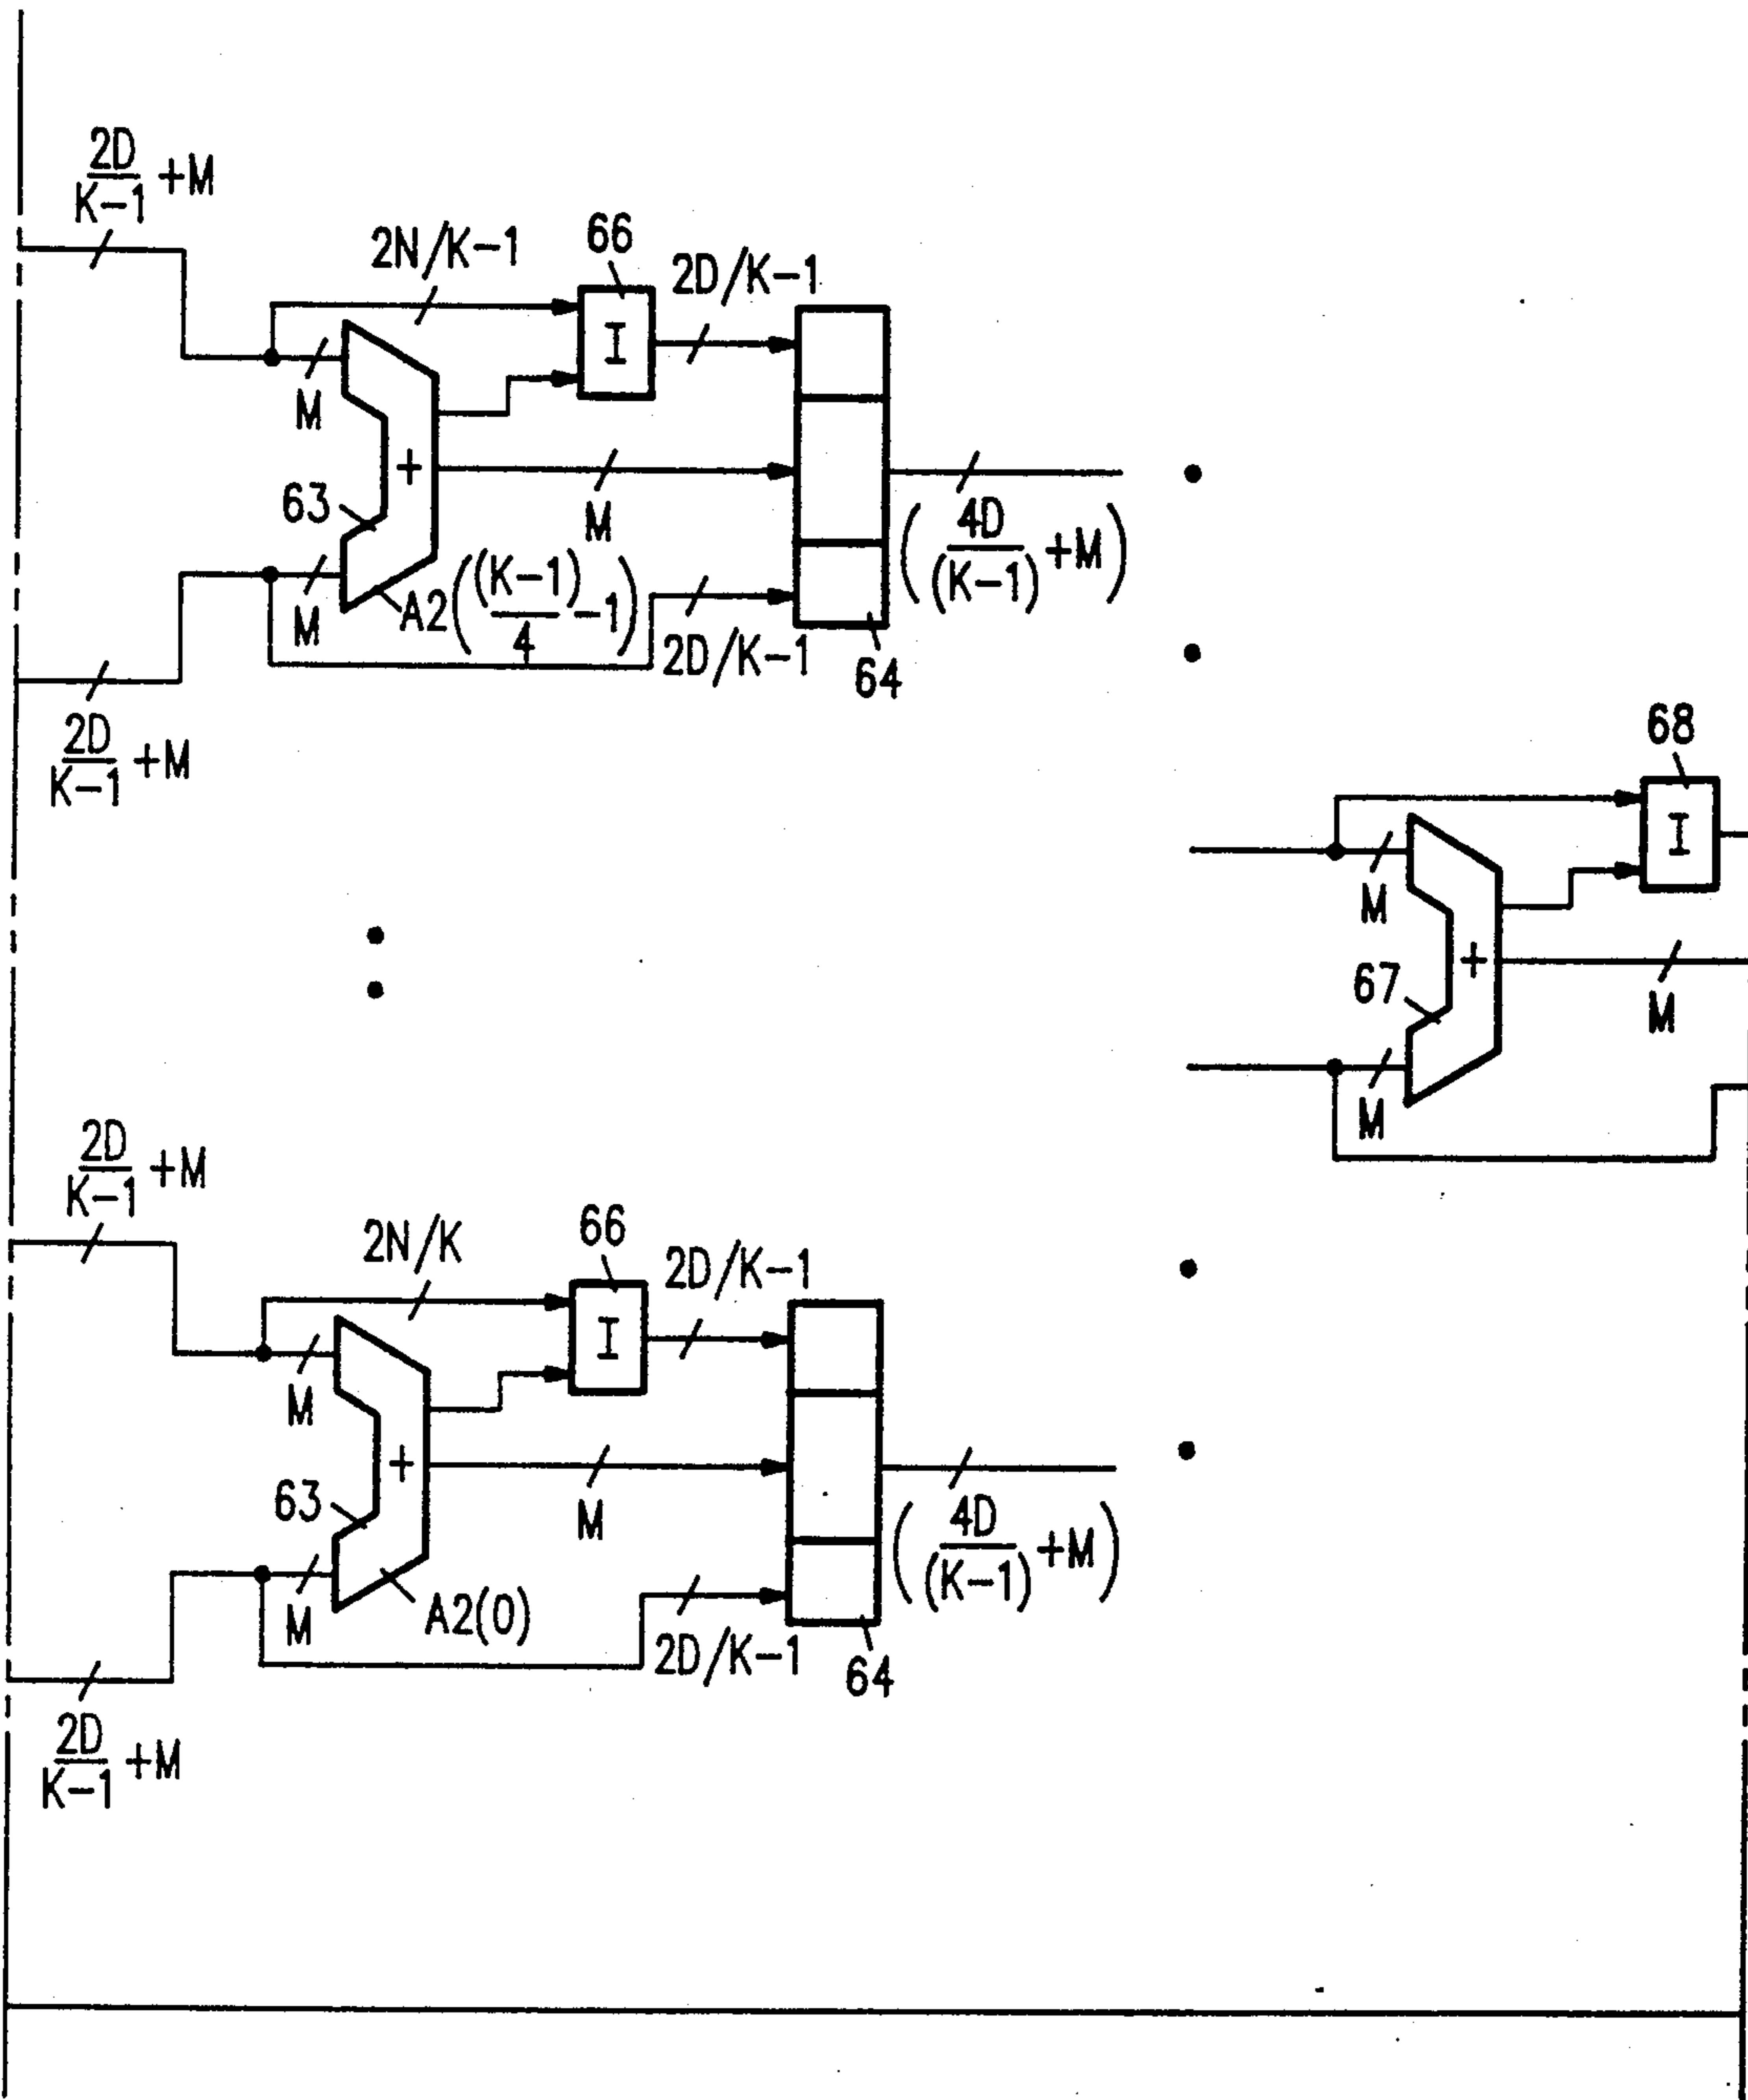 2D
K-1 +M
2N/K-1
66
2D/K-1
I
M
+
63
M
M
A2((K-1)/4 -1)
2D/K-1
64
(4D/(K-1) +M)
2D
K-1 +M
68
I
M
+
67
M
M
2D
K-1 +M
2N/K
66
2D/K-1
I
M
+
63
M
M
A2(0)
2D/K-1
64
(4D/(K-1) +M)
2D
K-1 +M